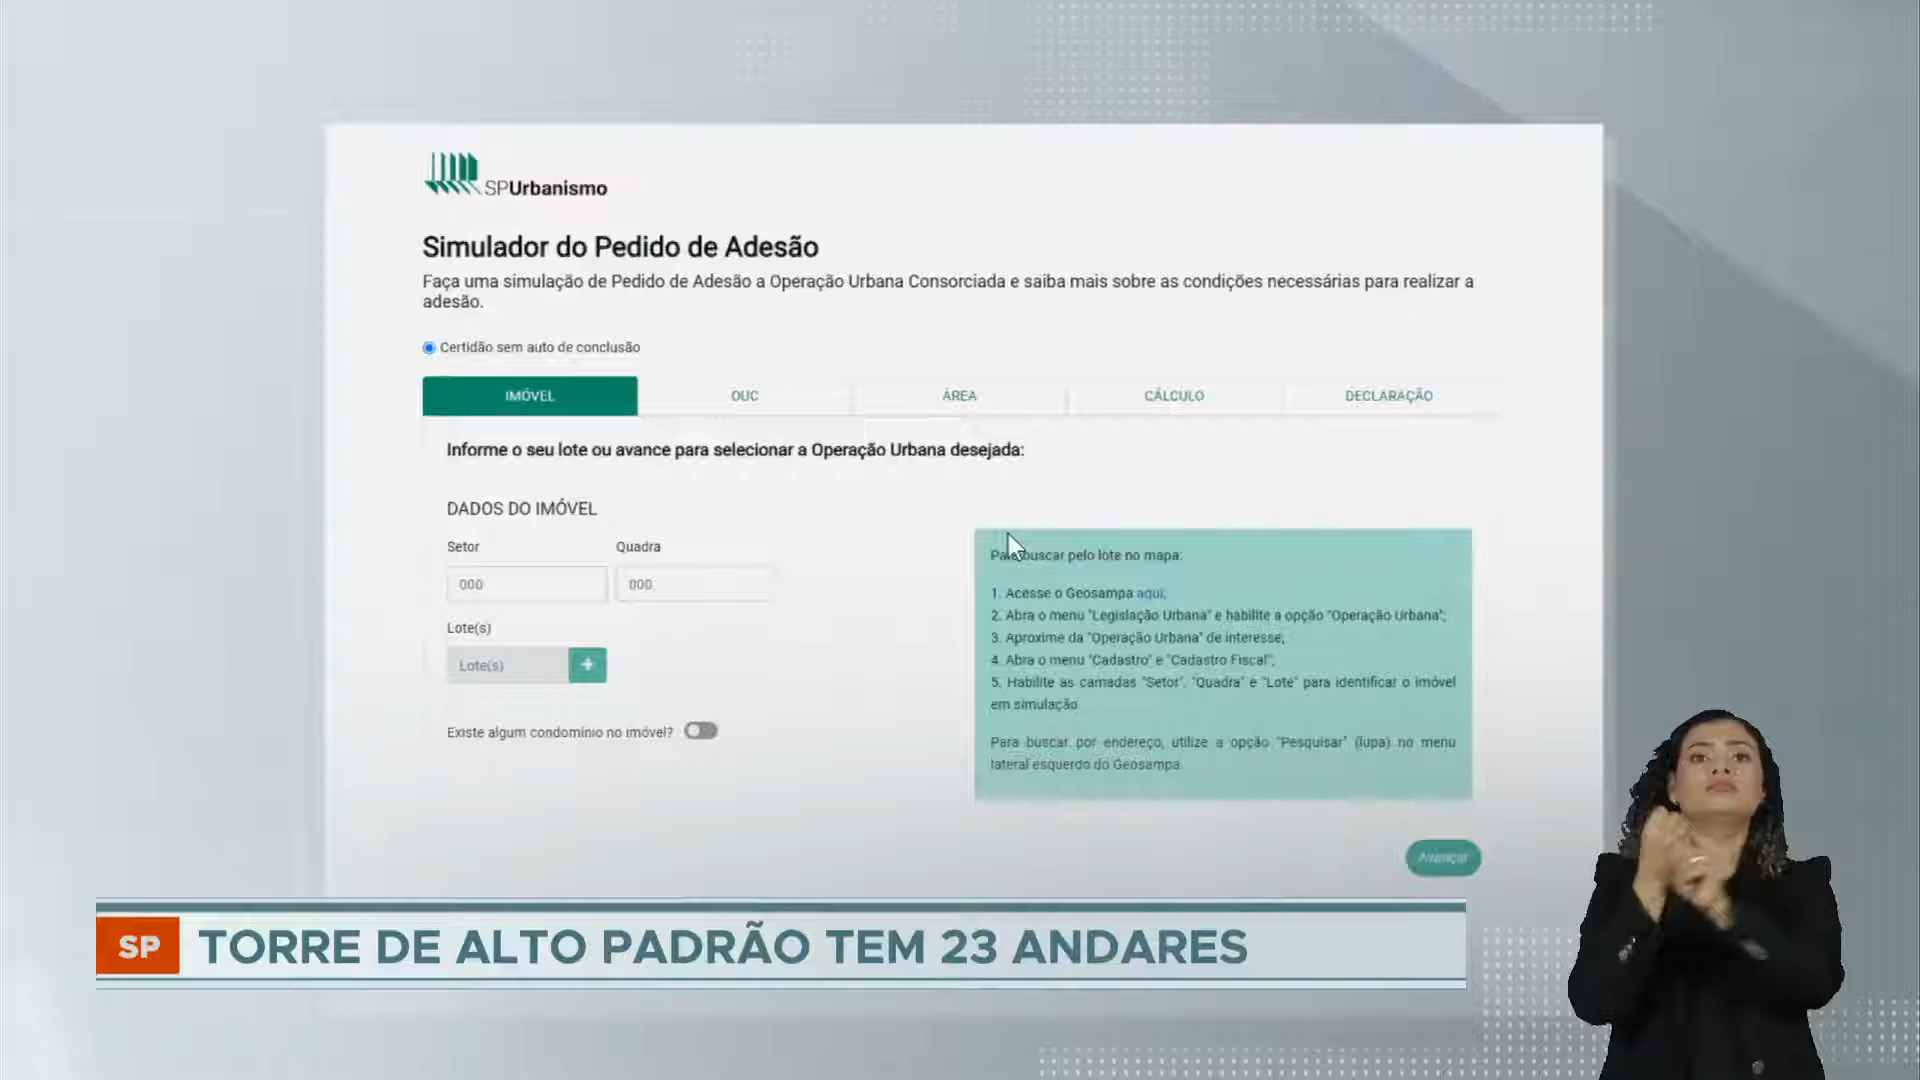 SPUrbanismo
Simulador do Pedido de Adesão
Faça uma simulação de Pedido de Adesão a Operação Urbana Consorciada e saiba mais sobre as condições necessárias para realizar a
adesão.
Certidão sem auto de conclusão
IMÓVEL OUC ÁREA CÁLCULO DECLARAÇÃO
Informe o seu lote ou avance para selecionar a Operação Urbana desejada:
DADOS DO IMÓVEL
Setor Quadra
000 000
Lote(s)
Lote(s) +
Existe algum condomínio no imóvel?
Para buscar pelo lote no mapa:
1. Acesse o Geosampa aqui;
2. Abra o menu "Legislação Urbana" e habilite a opção "Operação Urbana";
3. Aproxime da "Operação Urbana" de interesse;
4. Abra o menu "Cadastro" e "Cadastro Fiscal";
5. Habilite as camadas "Setor", "Quadra" e "Lote" para identificar o imóvel
em simulação.
Para buscar por endereço, utilize a opção "Pesquisar" (lupa) no menu
lateral esquerdo do Geosampa.
Avançar
SP TORRE DE ALTO PADRÃO TEM 23 ANDARES